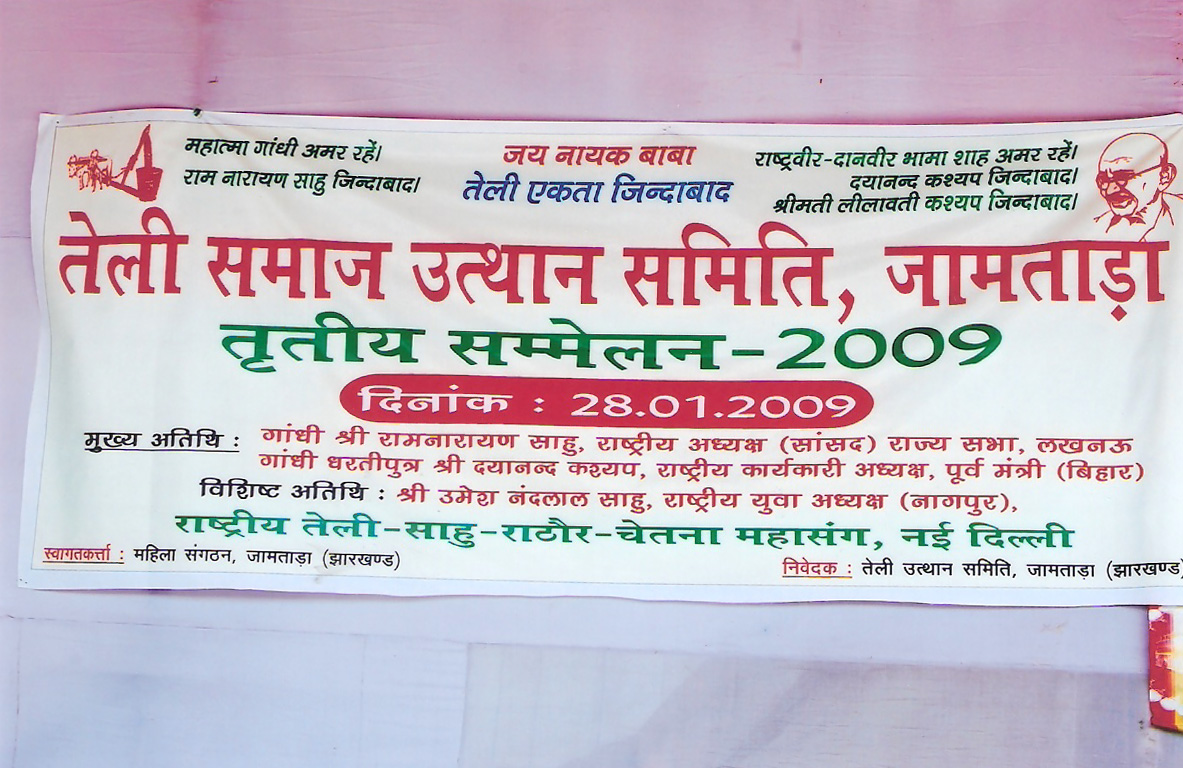 महात्मा गांधी अमर रहें।
राम नारायण साहु जिन्दाबाद।
जय नायक बाबा
तेली एकता जिन्दाबाद
राष्ट्रवीर-दानवीर भामा शाह अमर रहें।
दयानन्द कश्यप जिन्दाबाद।
श्रीमती लीलावती कश्यप जिन्दाबाद।
तेली समाज उत्थान समिति, जामताड़ा
तृतीय सम्मेलन-2009
दिनांक : 28.01.2009
मुख्य अतिथि : गांधी श्री रामनारायण साहु, राष्ट्रीय अध्यक्ष (सांसद) राज्य सभा, लखनऊ
गांधी धरतीपुत्र श्री दयानन्द कश्यप, राष्ट्रीय कार्यकारी अध्यक्ष, पूर्व मंत्री (बिहार)
विशिष्ट अतिथि : श्री उमेश नंदलाल साहु, राष्ट्रीय युवा अध्यक्ष (नागपुर),
राष्ट्रीय तेली-साहु-राठौर-चेतना महासंग, नई दिल्ली
स्वागतकर्त्ता : महिला संगठन, जामताड़ा (झारखण्ड)
निवेदक : तेली उत्थान समिति, जामताड़ा (झारखण्ड)